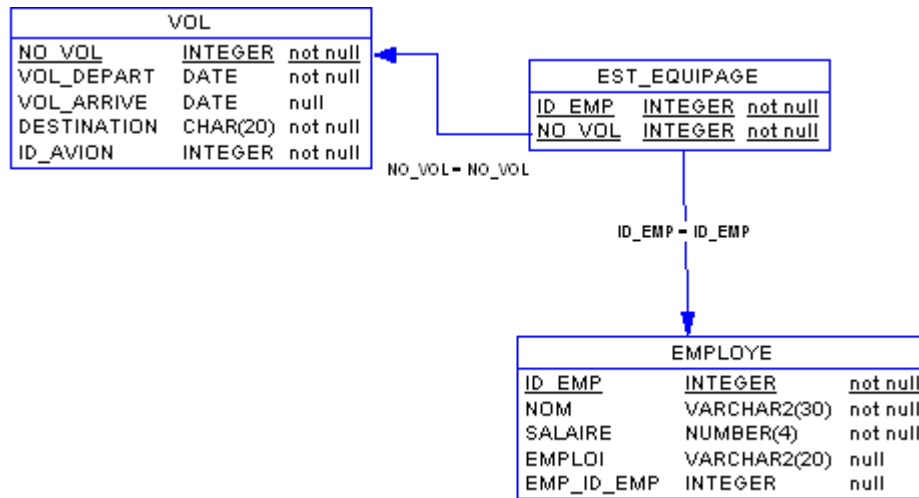 VOL
NO_VOL INTEGER not null
VOL_DEPART DATE not null
VOL_ARRIVE DATE null
DESTINATION CHAR(20) not null
ID_AVION INTEGER not null
EST_EQUIPAGE
ID_EMP INTEGER not null
NO_VOL INTEGER not null
NO_VOL = NO_VOL
ID_EMP = ID_EMP
EMPLOYE
ID_EMP INTEGER not null
NOM VARCHAR2(30) not null
SALAIRE NUMBER(4) not null
EMPLOI VARCHAR2(20) null
EMP_ID_EMP INTEGER null